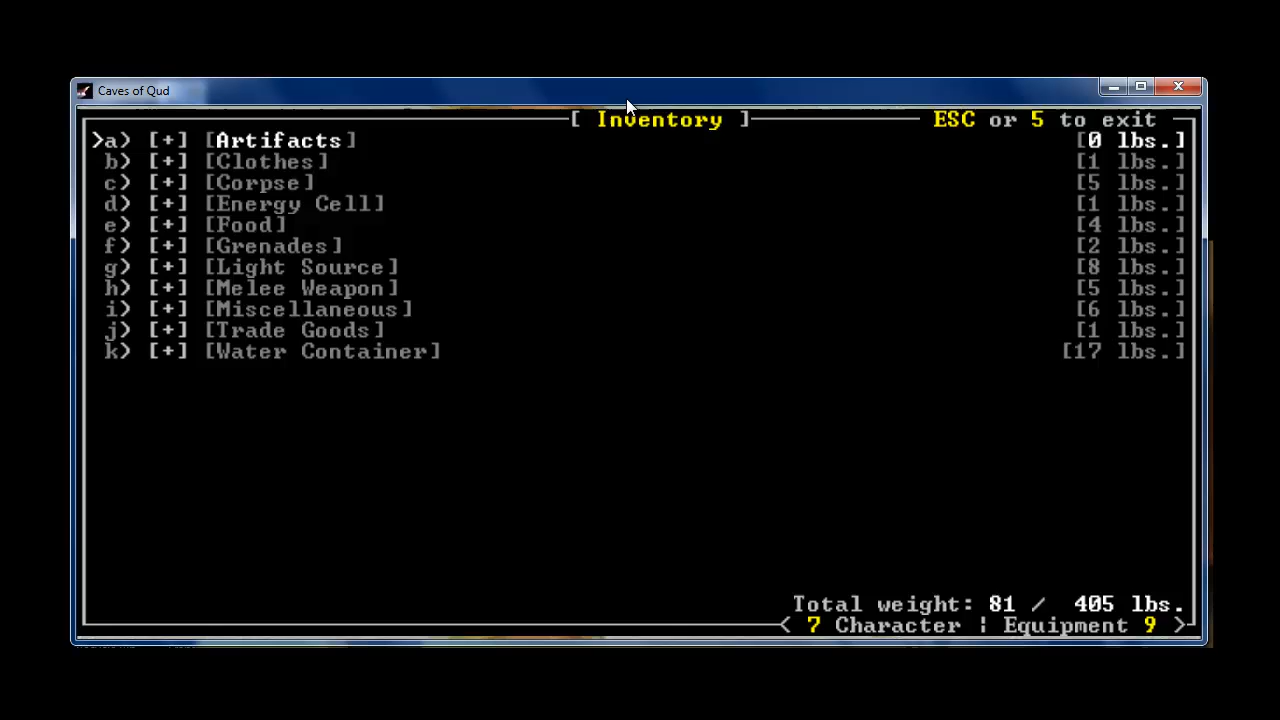 Caves of Qud
[ Inventory ] ESC or 5 to exit
>a) [+] [Artifacts] [0 lbs.]
b) [+] [Clothes] [1 lbs.]
c) [+] [Corpse] [5 lbs.]
d) [+] [Energy Cell] [1 lbs.]
e) [+] [Food] [4 lbs.]
f) [+] [Grenades] [2 lbs.]
g) [+] [Light Source] [8 lbs.]
h) [+] [Melee Weapon] [5 lbs.]
i) [+] [Miscellaneous] [6 lbs.]
j) [+] [Trade Goods] [1 lbs.]
k) [+] [Water Container] [17 lbs.]
Total weight: 81 / 405 lbs.
< 7 Character | Equipment 9 >